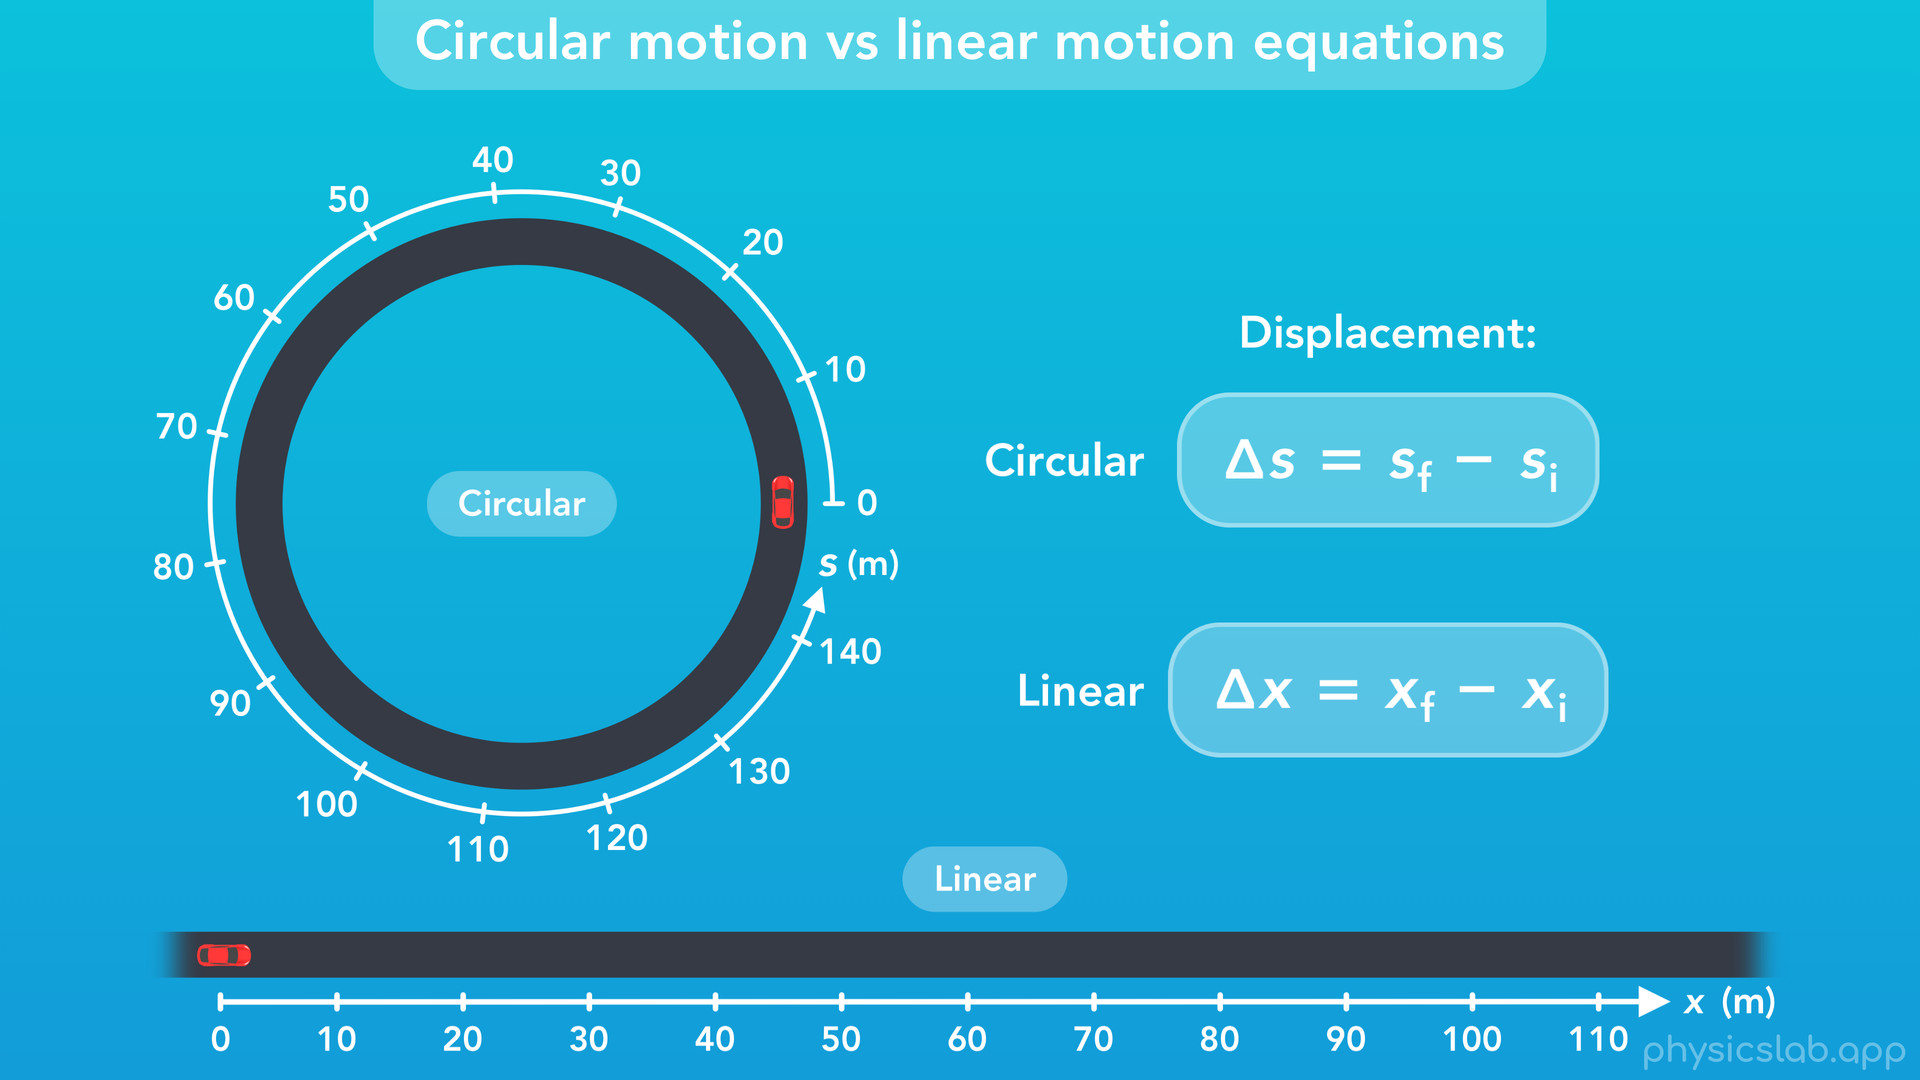 Circular motion vs linear motion equations
40
30
50
20
60
10
70
Circular
0
80
s (m)
140
90
130
100
120
110
Displacement:
Circular
Δs = sf − si
Linear
Δx = xf − xi
Linear
x (m)
0 10 20 30 40 50 60 70 80 90 100 110
physicslab.app